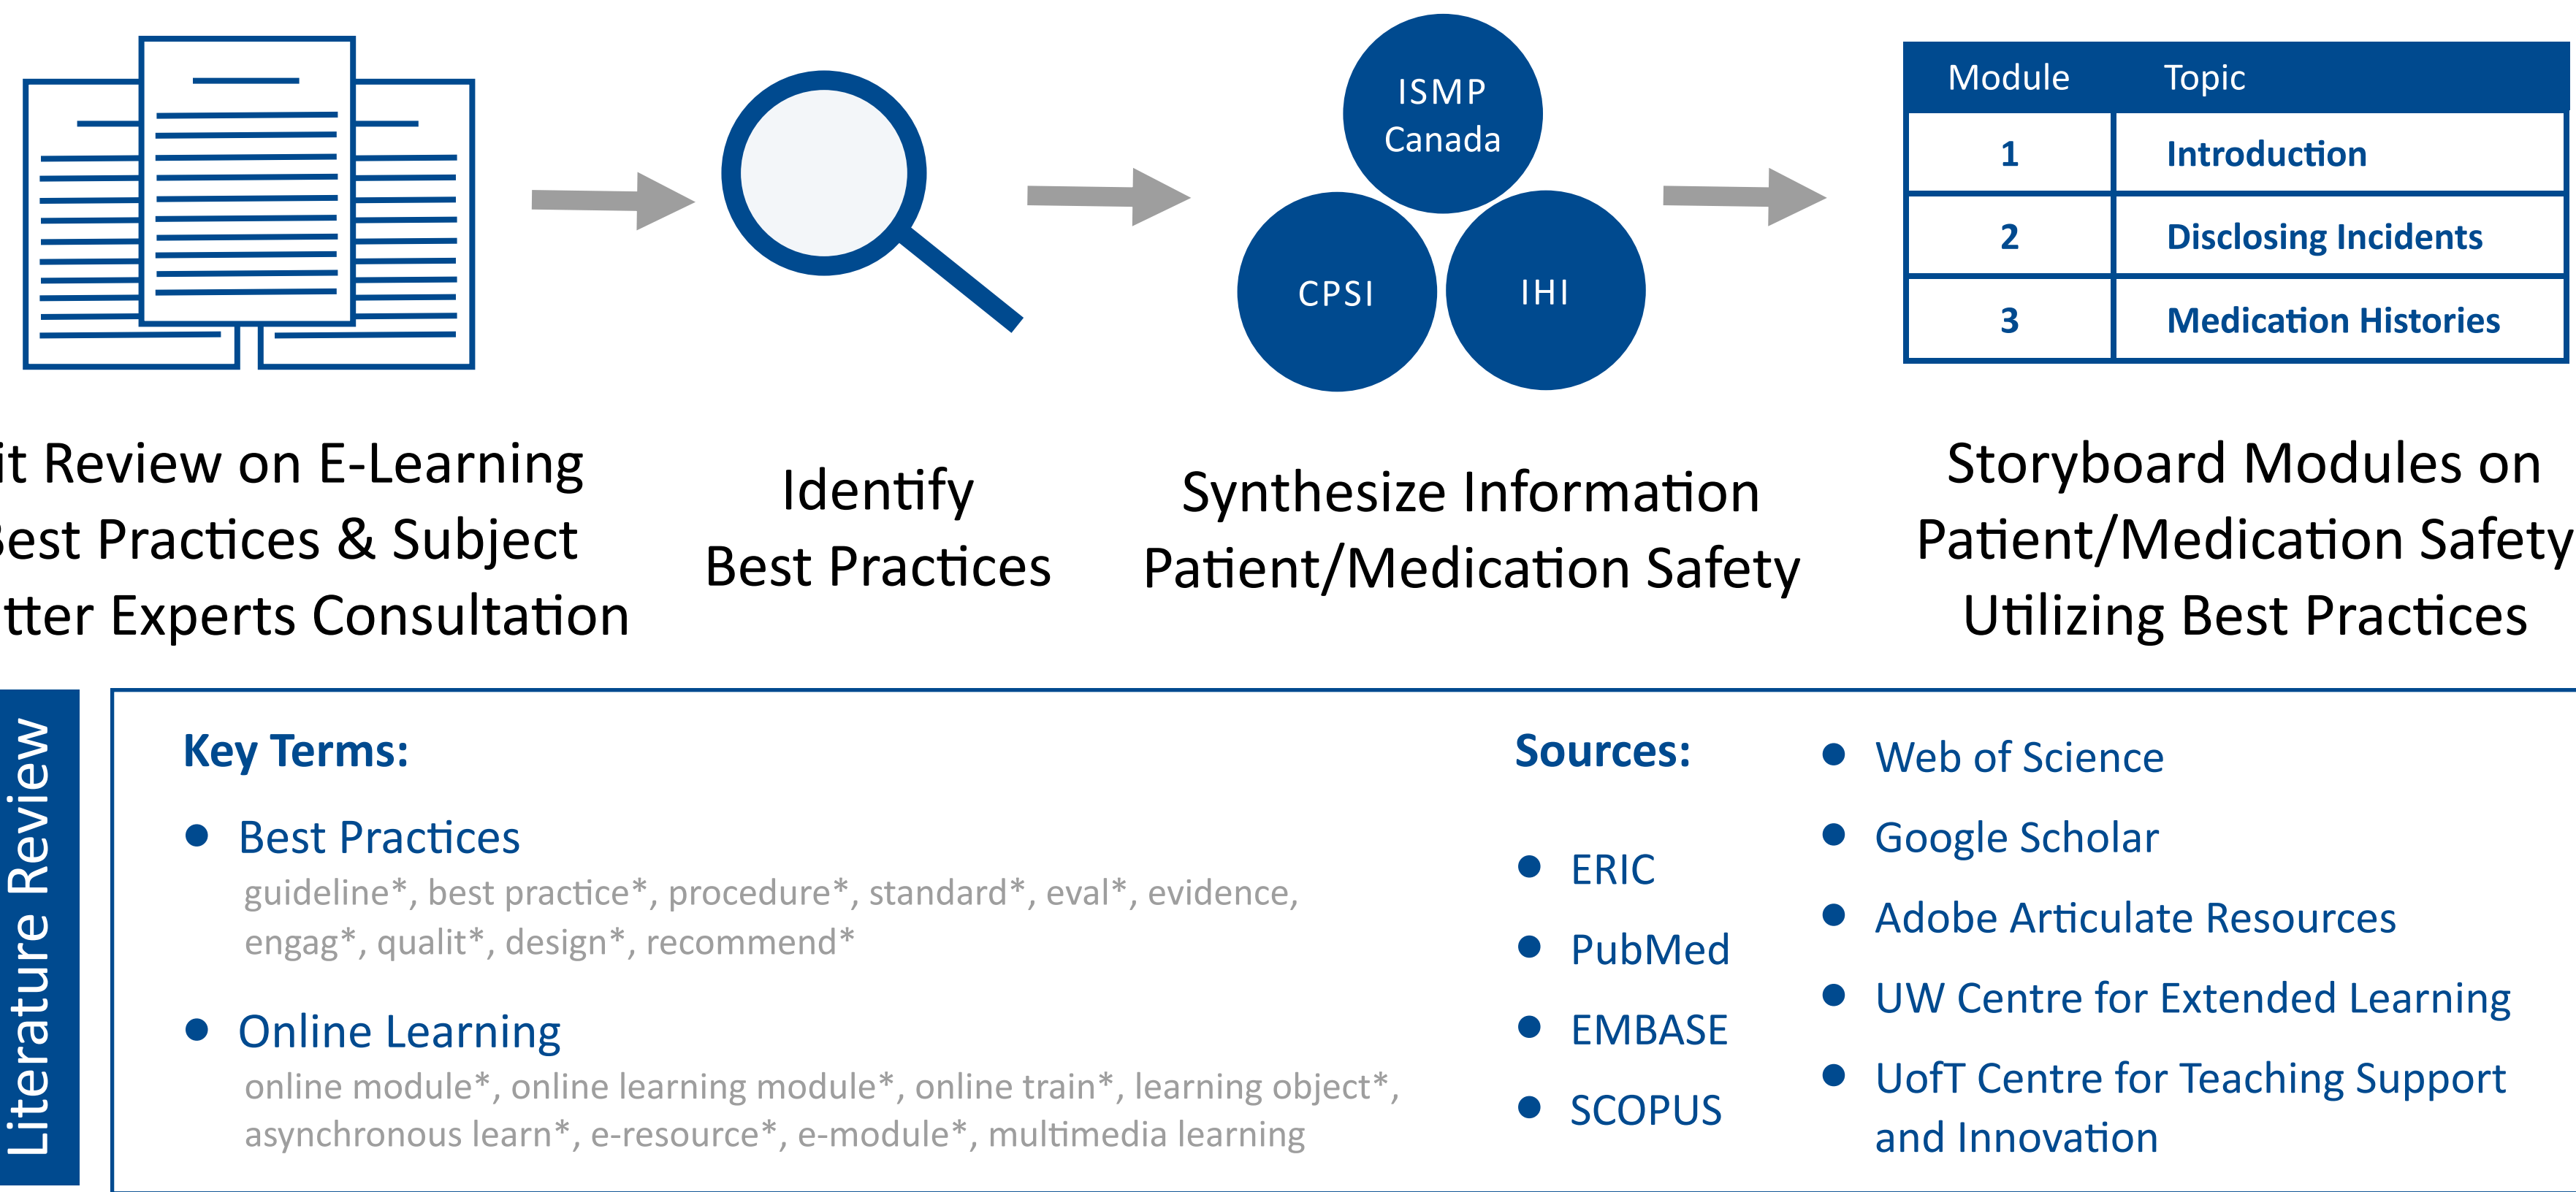 ISMP
Canada
CPSI
IHI
Module Topic
1 Introduction
2 Disclosing Incidents
3 Medication Histories
it Review on E-Learning
Best Practices & Subject
tter Experts Consultation
Identify
Best Practices
Synthesize Information
Patient/Medication Safety
Storyboard Modules on
Patient/Medication Safety
Utilizing Best Practices
Literature Review
Key Terms:
● Best Practices
guideline*, best practice*, procedure*, standard*, eval*, evidence,
engag*, qualit*, design*, recommend*
● Online Learning
online module*, online learning module*, online train*, learning object*,
asynchronous learn*, e-resource*, e-module*, multimedia learning
Sources:
● ERIC
● PubMed
● EMBASE
● SCOPUS
● Web of Science
● Google Scholar
● Adobe Articulate Resources
● UW Centre for Extended Learning
● UofT Centre for Teaching Support
and Innovation